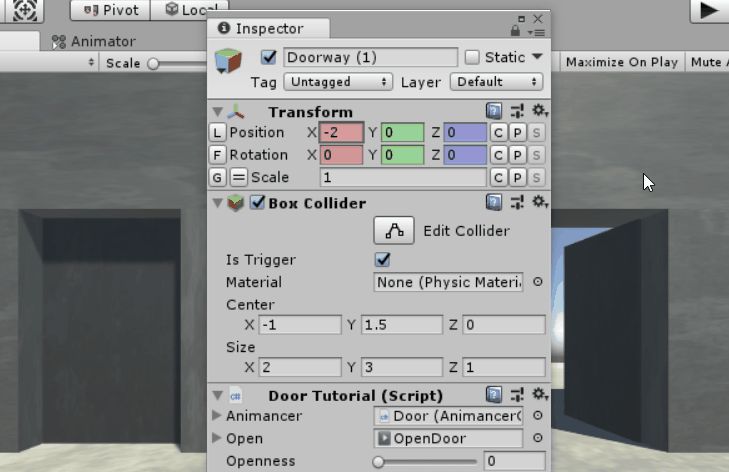 Pivot Local
Inspector
Animator
Doorway (1) Static
Scale Maximize On Play Mute
Tag Untagged Layer Default
Transform
L Position X -2 Y 0 Z 0 C P S
F Rotation X 0 Y 0 Z 0 C P S
G = Scale 1 C P S
Box Collider
Edit Collider
Is Trigger
Material None (Physic Materi
Center
X -1 Y 1.5 Z 0
Size
X 2 Y 3 Z 1
Door Tutorial (Script)
Animancer Door (Animancer
Open OpenDoor
Openness 0